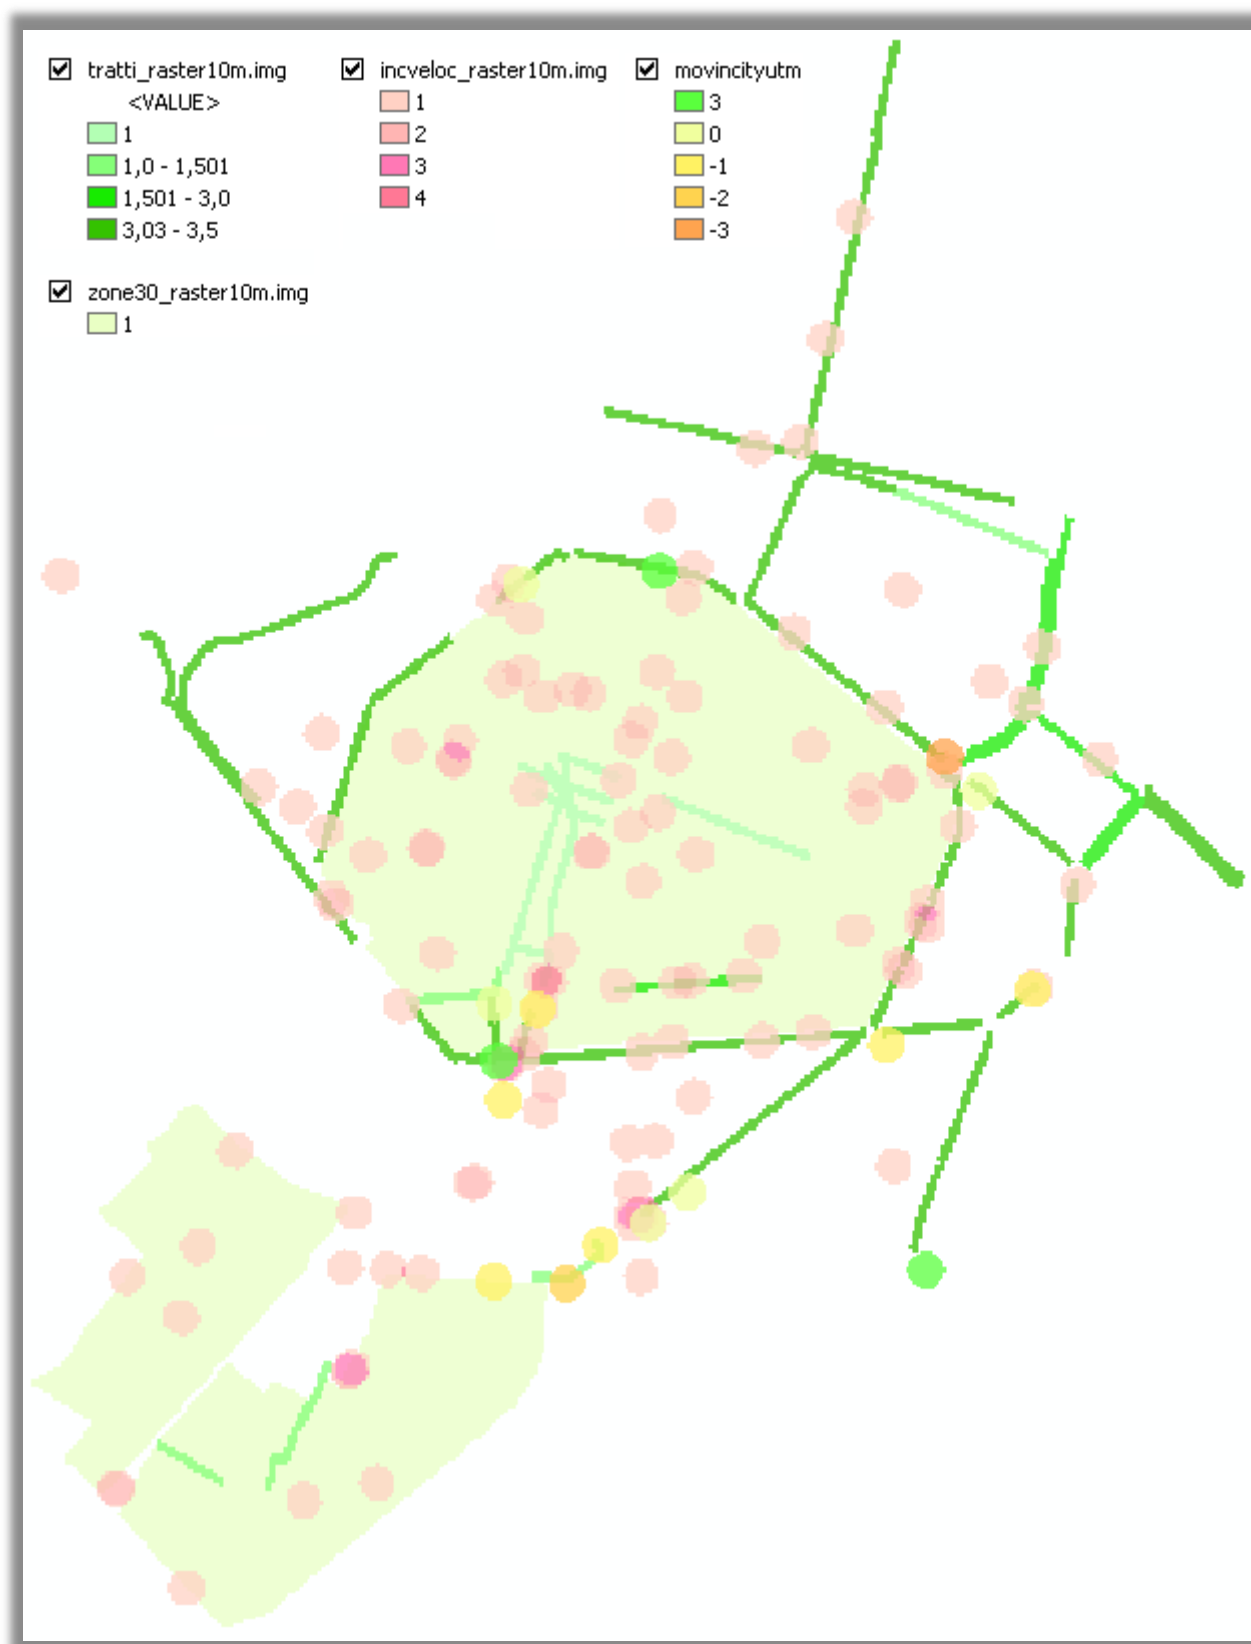 tratti_raster10m.img
<VALUE>
1
1,0 - 1,501
1,501 - 3,0
3,03 - 3,5
incveloc_raster10m.img
1
2
3
4
movincityutm
3
0
-1
-2
-3
zone30_raster10m.img
1